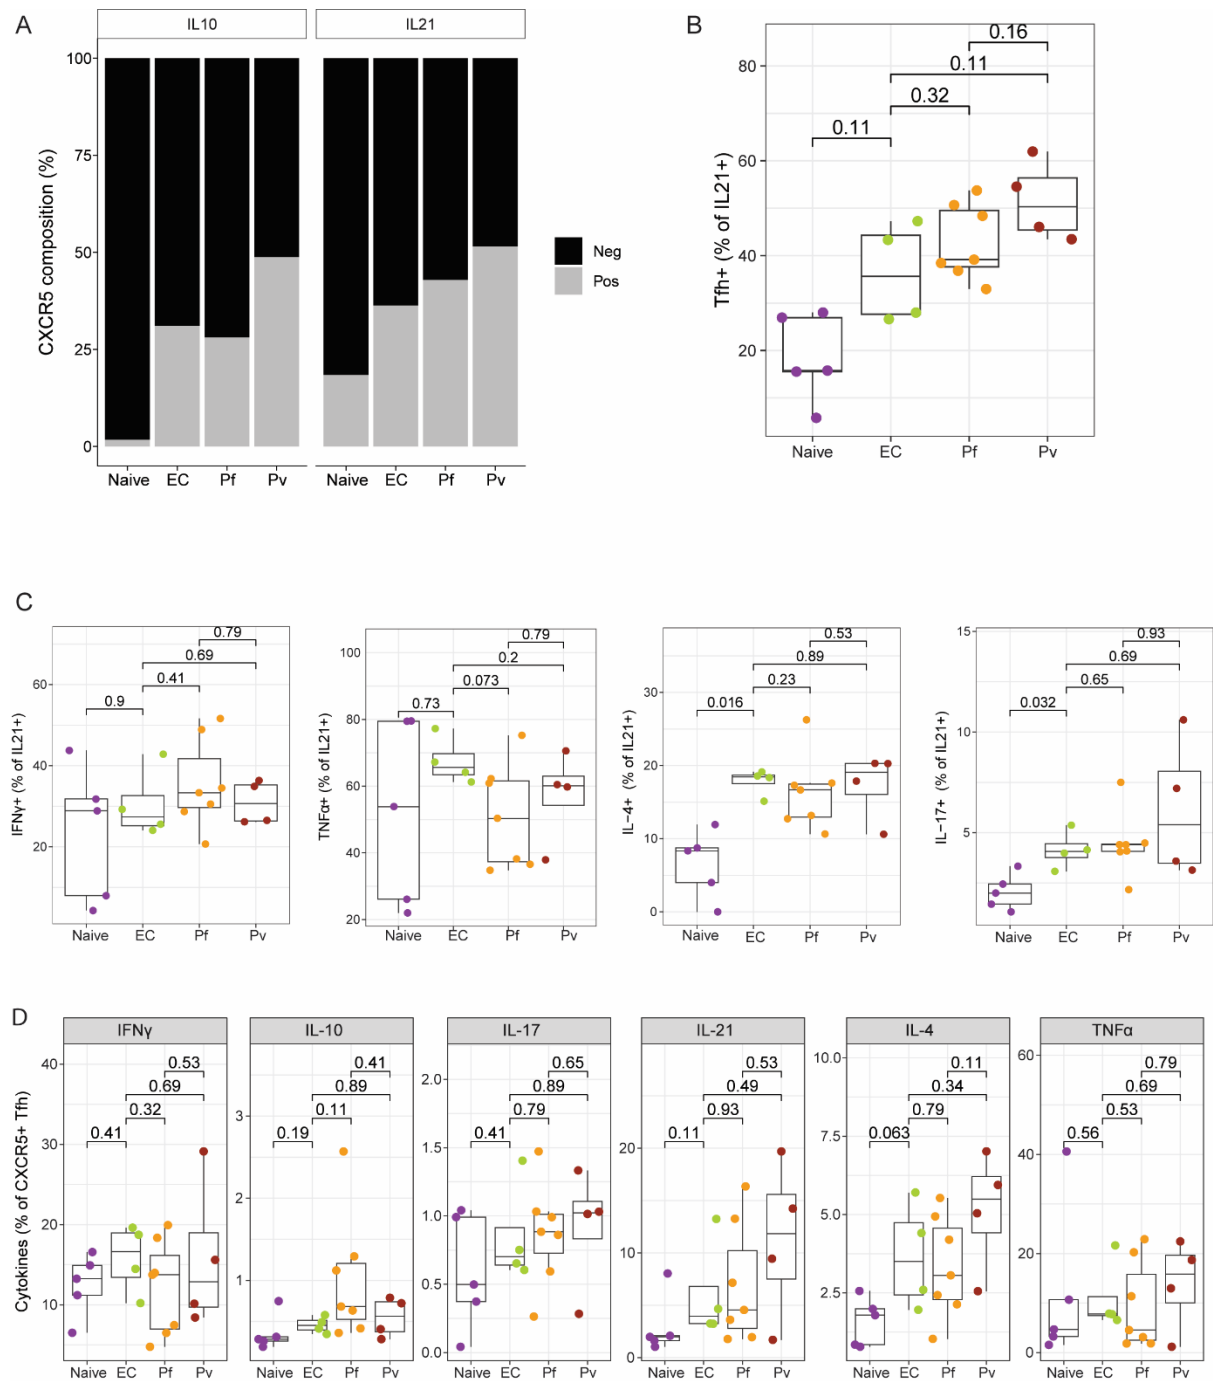 A
IL10
IL21
CXCR5 composition (%)
100
75
50
25
0
Naive EC Pf Pv
Naive EC Pf Pv
Neg
Pos
B
Tfh+ (% of IL21+)
80
60
40
20
0.16
0.11
0.32
0.11
Naive EC Pf Pv
C
IFNγ+ (% of IL21+)
60
40
20
0.79
0.69
0.41
0.9
Naive EC Pf Pv
TNFα+ (% of IL21+)
100
80
60
40
20
0.79
0.2
0.073
0.73
Naive EC Pf Pv
IL−4+ (% of IL21+)
30
20
10
0
0.53
0.89
0.23
0.016
Naive EC Pf Pv
IL−17+ (% of IL21+)
15
10
5
0.93
0.69
0.65
0.032
Naive EC Pf Pv
D
Cytokines (% of CXCR5+ Tfh)
IFNγ
40
30
20
10
0.53
0.69
0.32
0.41
Naive EC Pf Pv
IL-10
3
2
1
0.41
0.89
0.11
0.19
Naive EC Pf Pv
IL-17
2.0
1.5
1.0
0.5
0.0
0.65
0.89
0.79
0.41
Naive EC Pf Pv
IL-21
20
10
0
0.53
0.49
0.93
0.11
Naive EC Pf Pv
IL-4
10.0
7.5
5.0
2.5
0.11
0.34
0.79
0.063
Naive EC Pf Pv
TNFα
60
40
20
0
0.79
0.69
0.53
0.56
Naive EC Pf Pv